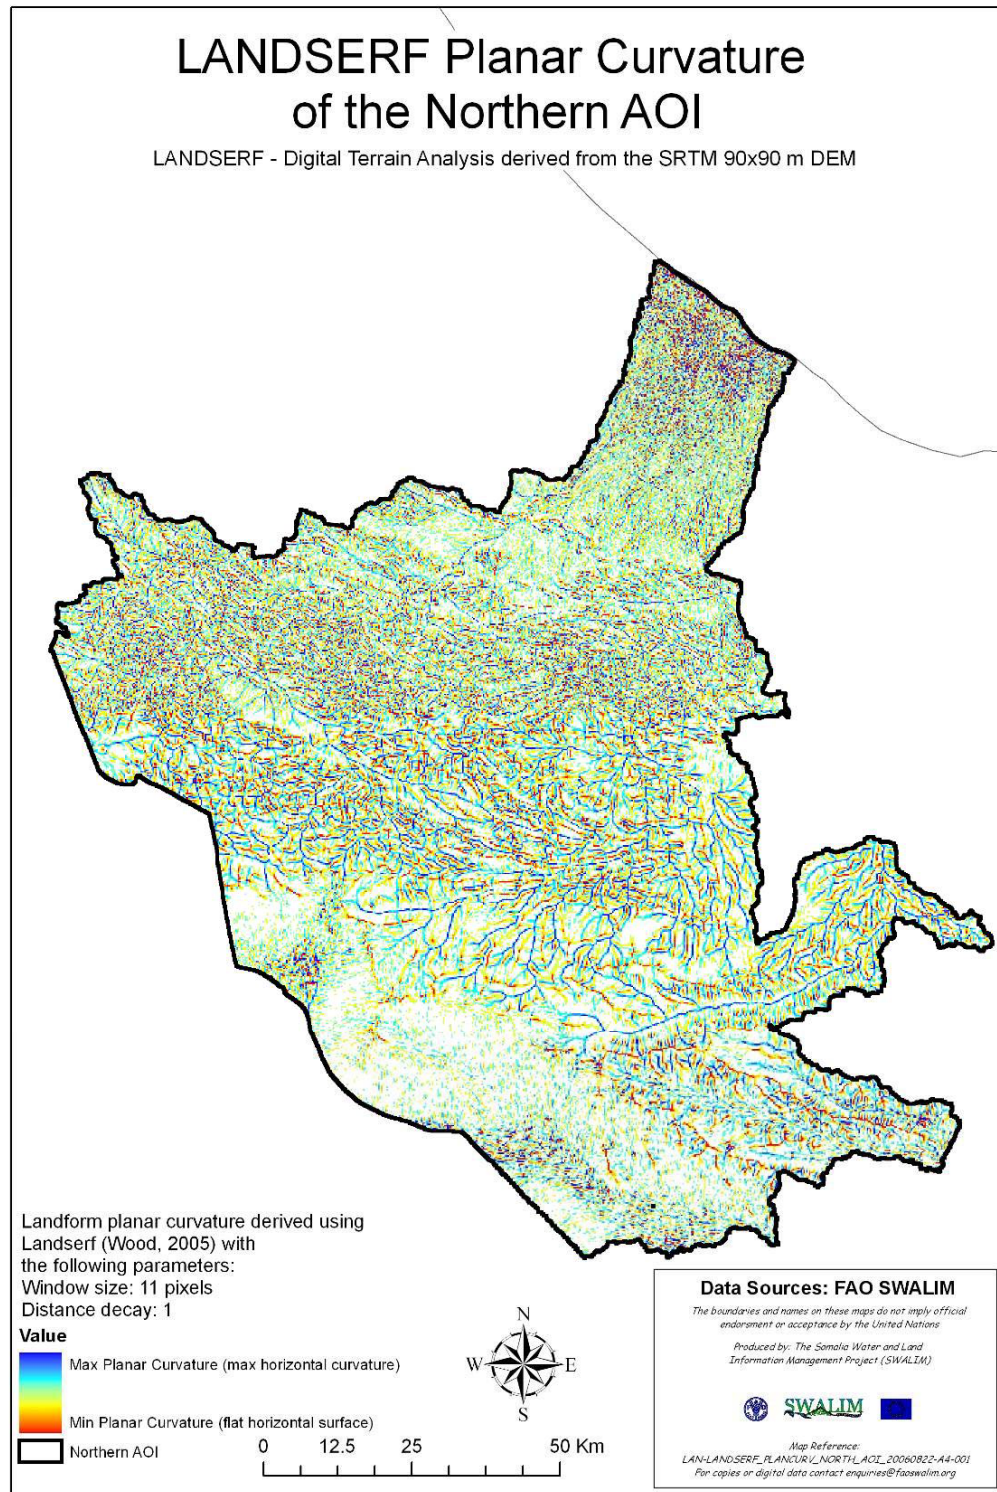 LANDSERF Planar Curvature
of the Northern AOI
LANDSERF - Digital Terrain Analysis derived from the SRTM 90x90 m DEM
Landform planar curvature derived using
Landserf (Wood, 2005) with
the following parameters:
Window size: 11 pixels
Distance decay: 1
Value
Max Planar Curvature (max horizontal curvature)
Min Planar Curvature (flat horizontal surface)
Northern AOI
N
W E
S
0 12.5 25 50 Km
Data Sources: FAO SWALIM
The boundaries and names on these maps do not imply official
endorsment or acceptance by the United Nations
Produced by: The Somalia Water and Land
Information Management Project (SWALIM)
SWALIM
Map Reference:
LAN-LANDSERF_PLANCURV_NORTH_AOI_20060822-A4-001
For copies or digital data contact enquiries@faoswalim.org